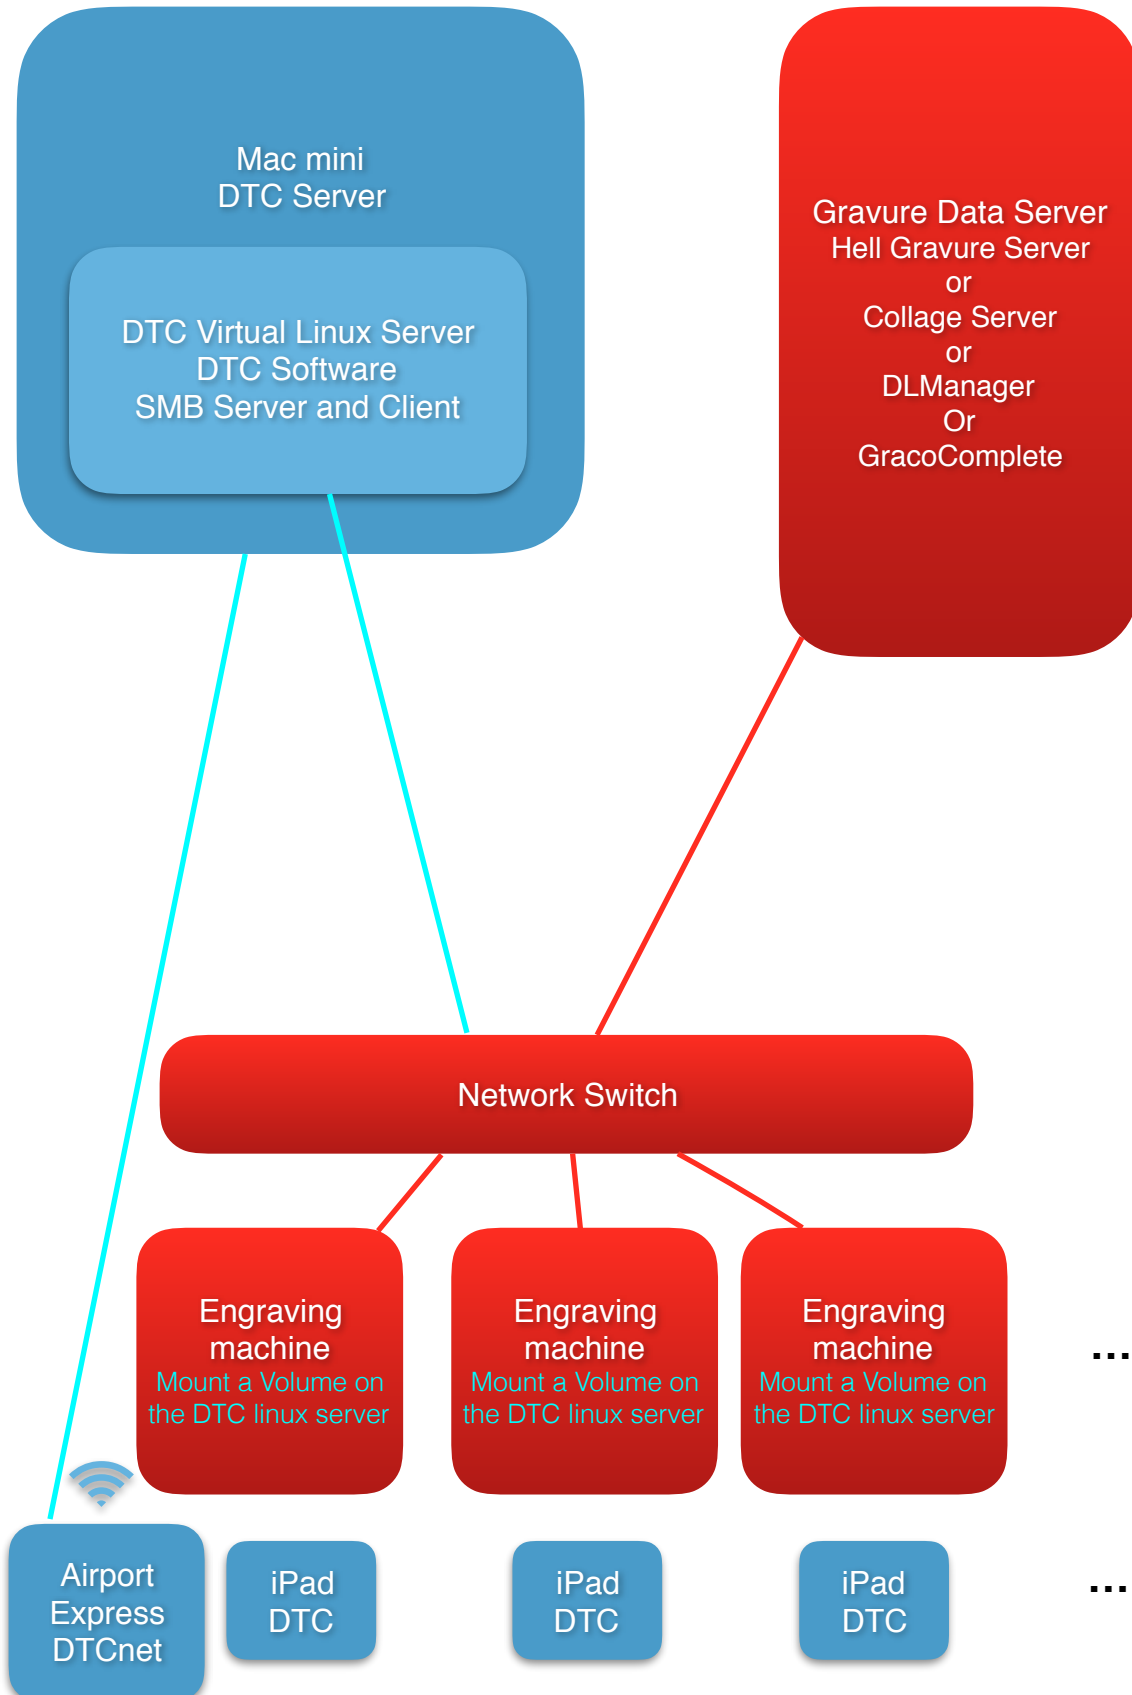 Mac mini
DTC Server
DTC Virtual Linux Server
DTC Software
SMB Server and Client
Gravure Data Server
Hell Gravure Server
or
Collage Server
or
DLManager
Or
GracoComplete
Network Switch
Engraving
machine
Mount a Volume on
the DTC linux server
Engraving
machine
Mount a Volume on
the DTC linux server
Engraving
machine
Mount a Volume on
the DTC linux server
...
Airport
Express
DTCnet
iPad
DTC
iPad
DTC
iPad
DTC
...